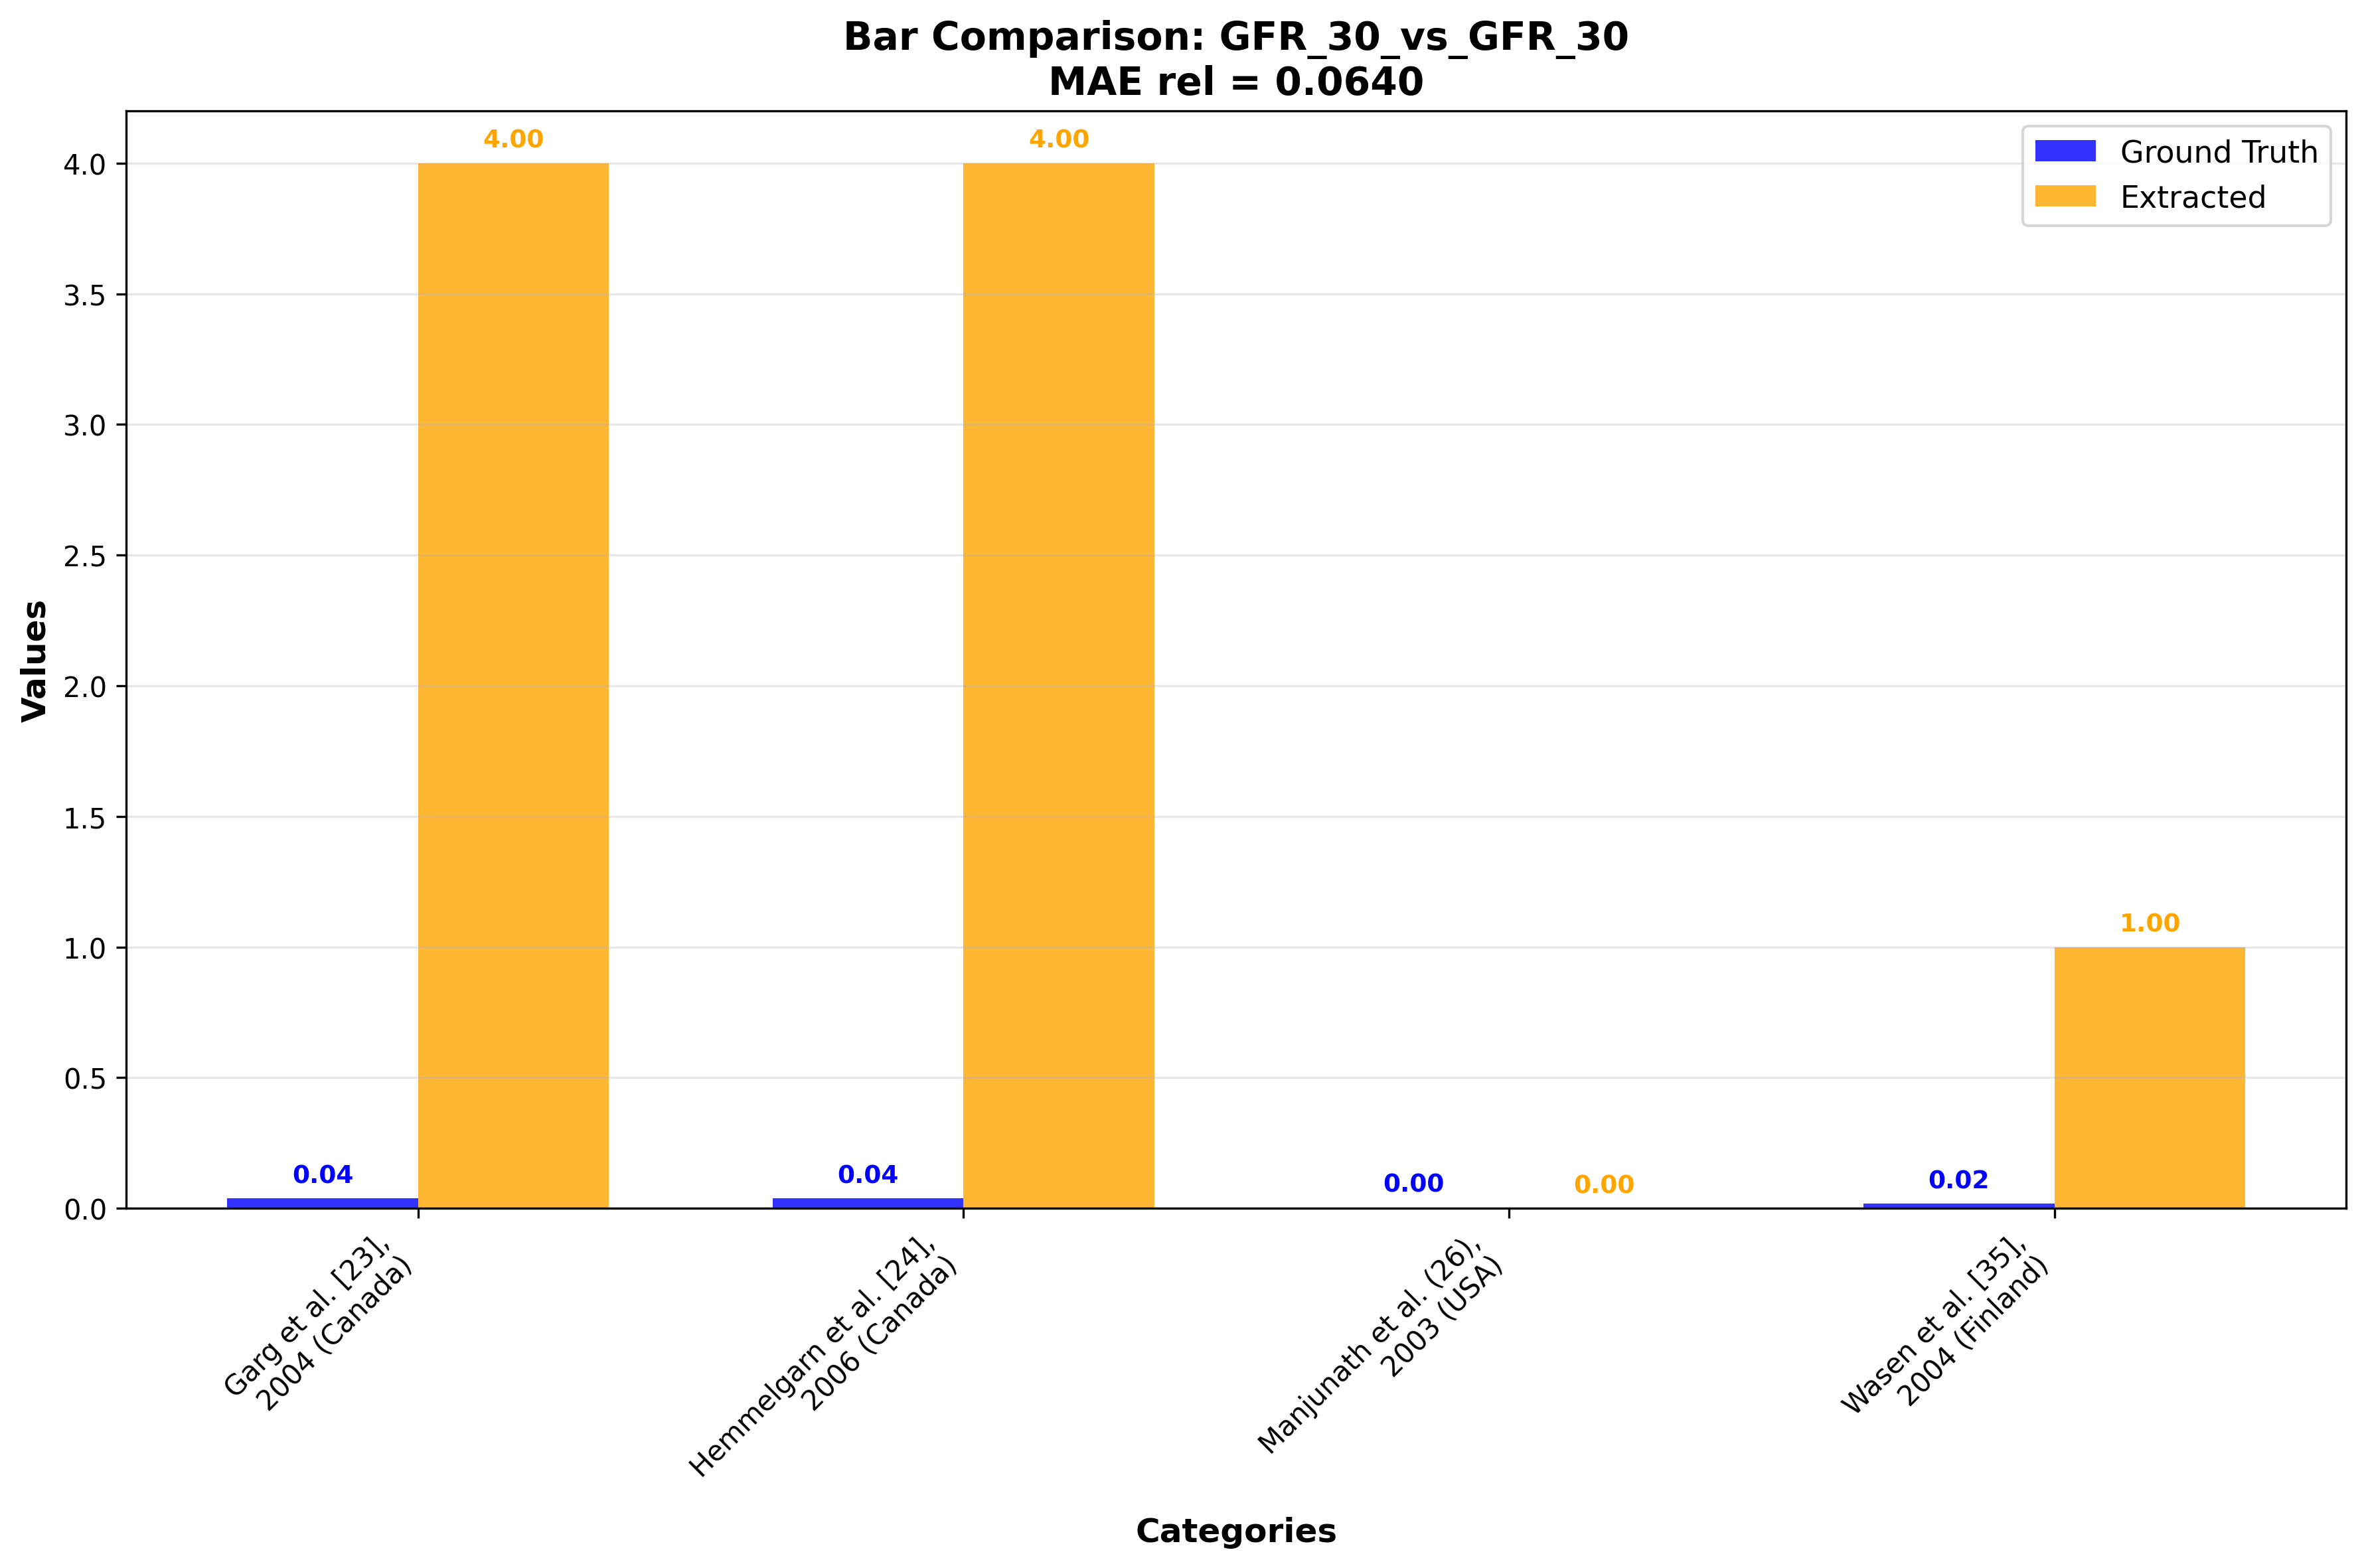 Bar Comparison: GFR_30_vs_GFR_30
MAE rel = 0.0640
Ground Truth
Extracted
Values
4.0
3.5
3.0
2.5
2.0
1.5
1.0
0.5
0.0
4.00
4.00
1.00
0.04
0.04
0.00
0.00
0.02
Garg et al. [23],
2004 (Canada)
Hemmelgarn et al. [24],
2006 (Canada)
Manjunath et al. (26),
2003 (USA)
Wasen et al. [35],
2004 (Finland)
Categories